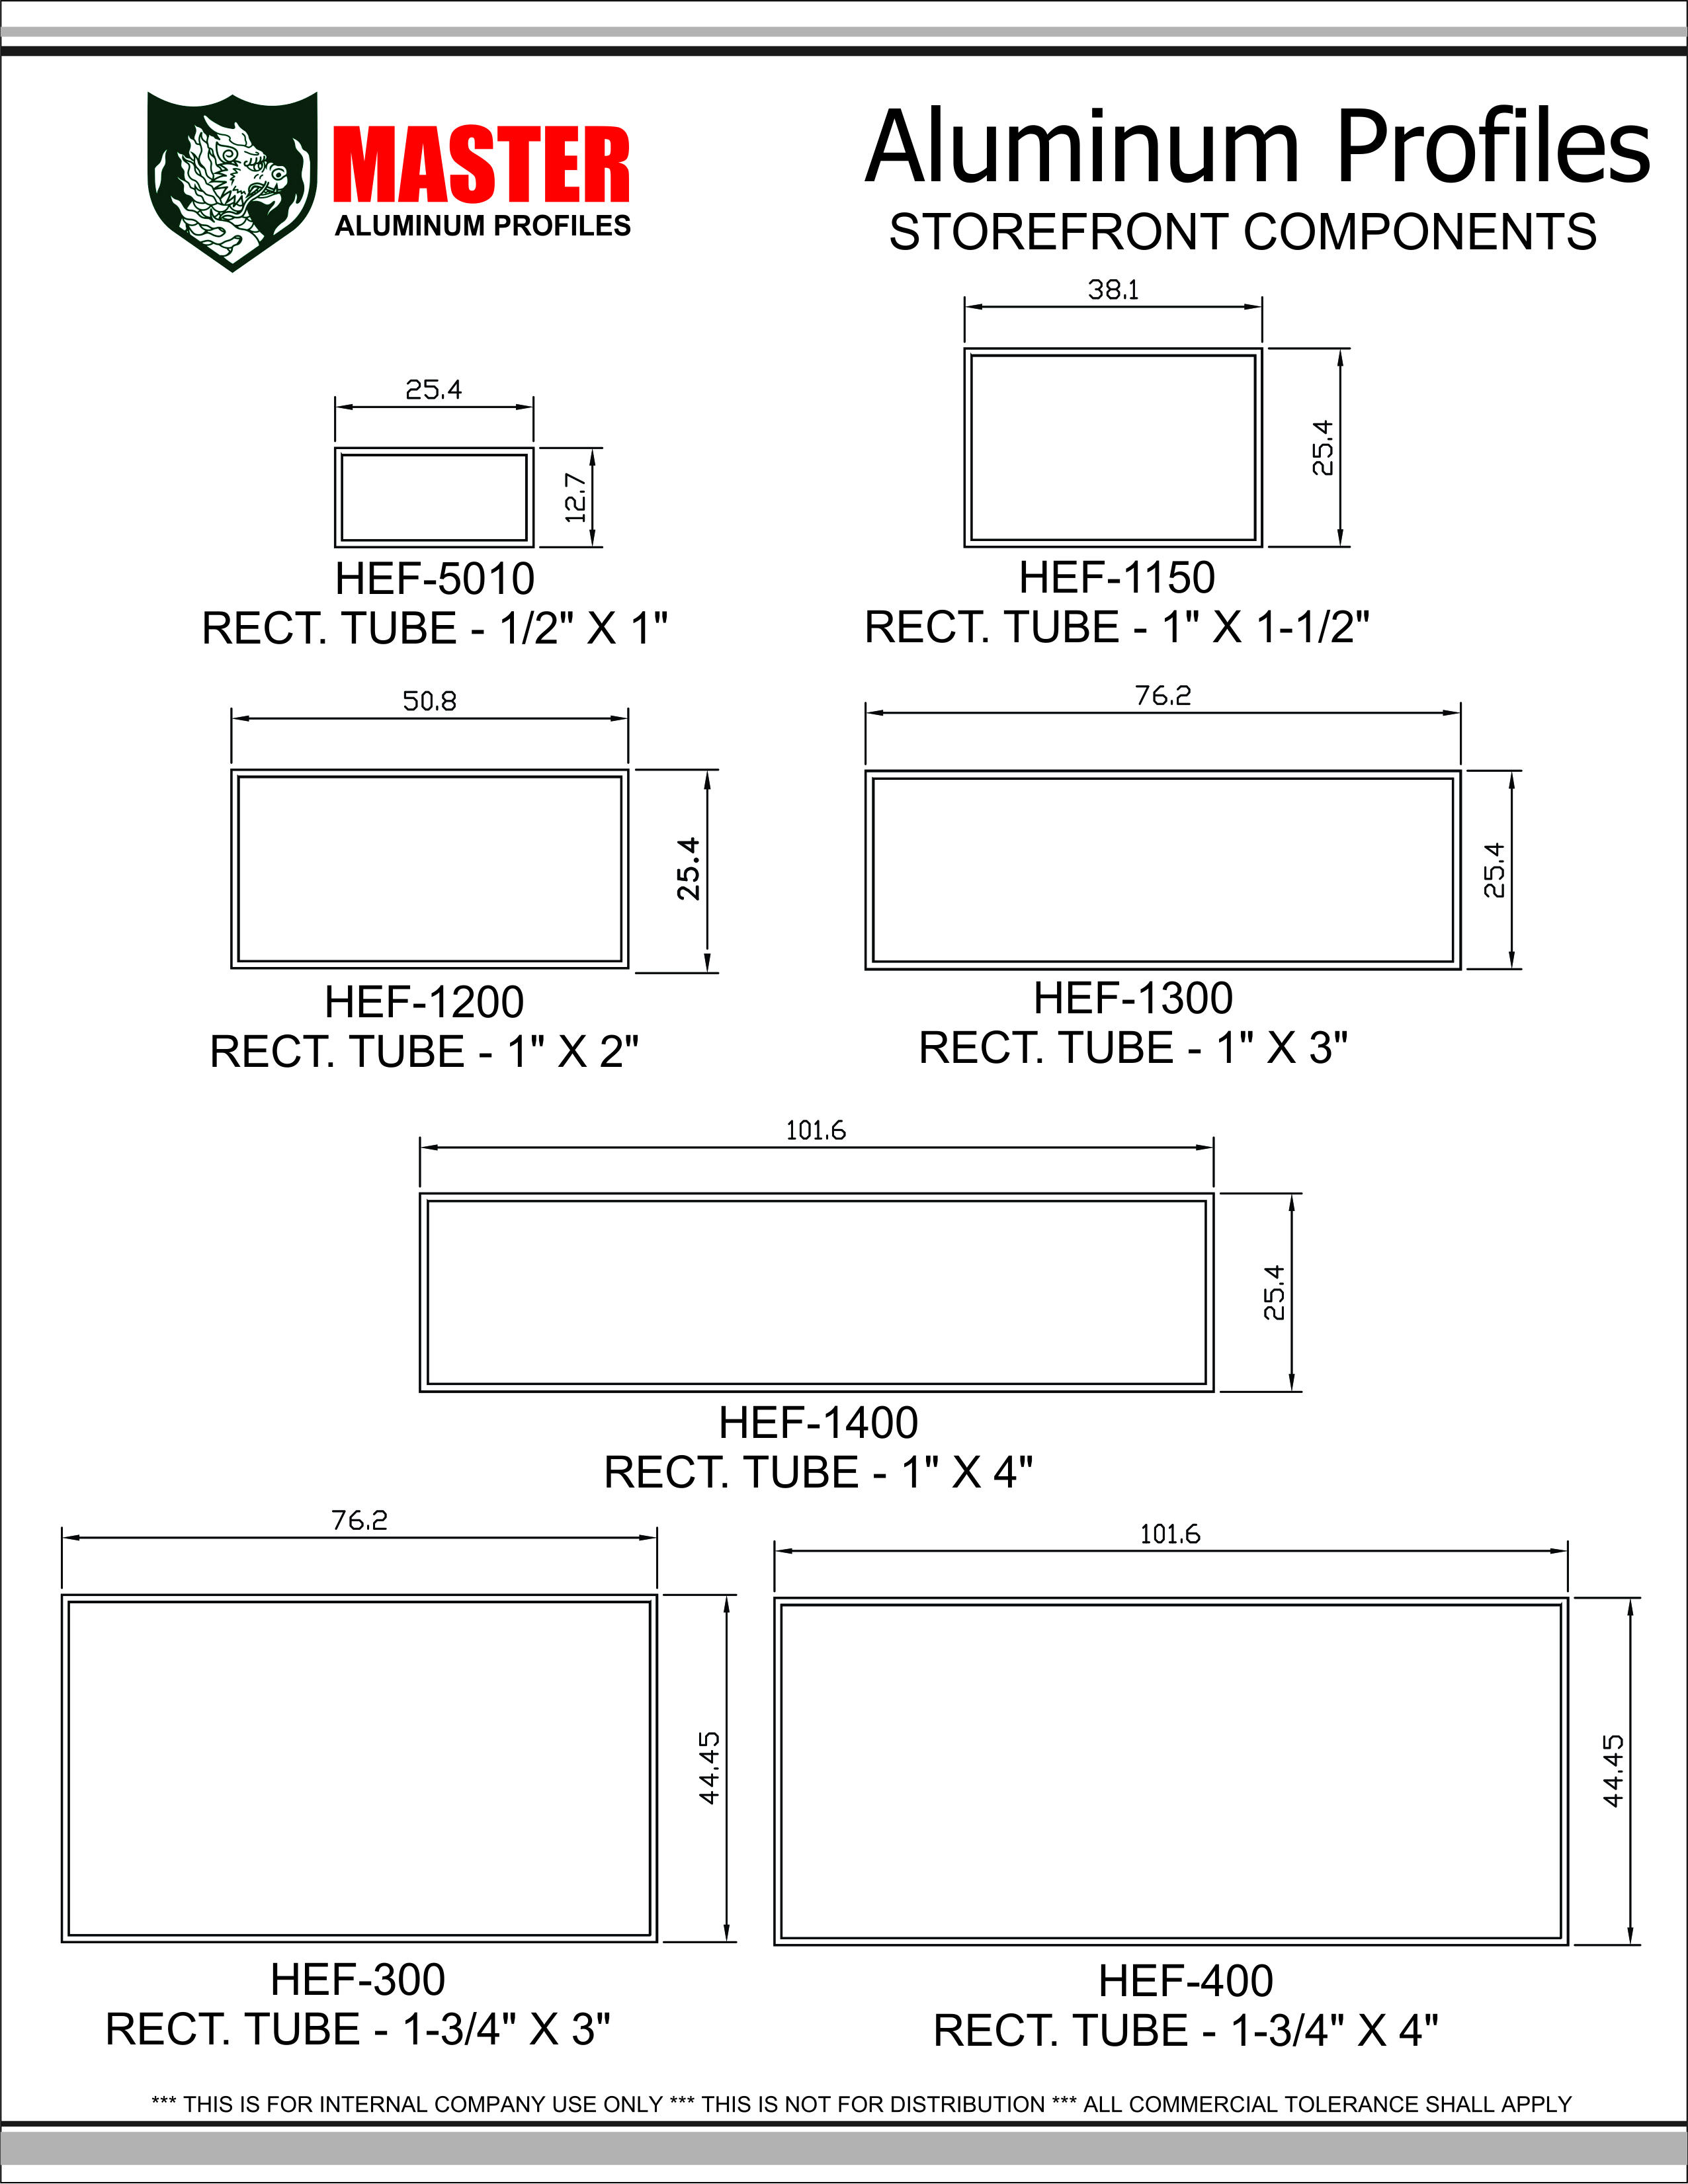 MASTER
ALUMINUM PROFILES
Aluminum Profiles
STOREFRONT COMPONENTS
25.4
12.7
HEF-5010
RECT. TUBE - 1/2" X 1"
38.1
25.4
HEF-1150
RECT. TUBE - 1" X 1-1/2"
50.8
25.4
HEF-1200
RECT. TUBE - 1" X 2"
76.2
25.4
HEF-1300
RECT. TUBE - 1" X 3"
101.6
25.4
HEF-1400
RECT. TUBE - 1" X 4"
76.2
44.45
HEF-300
RECT. TUBE - 1-3/4" X 3"
101.6
44.45
HEF-400
RECT. TUBE - 1-3/4" X 4"
*** THIS IS FOR INTERNAL COMPANY USE ONLY *** THIS IS NOT FOR DISTRIBUTION *** ALL COMMERCIAL TOLERANCE SHALL APPLY